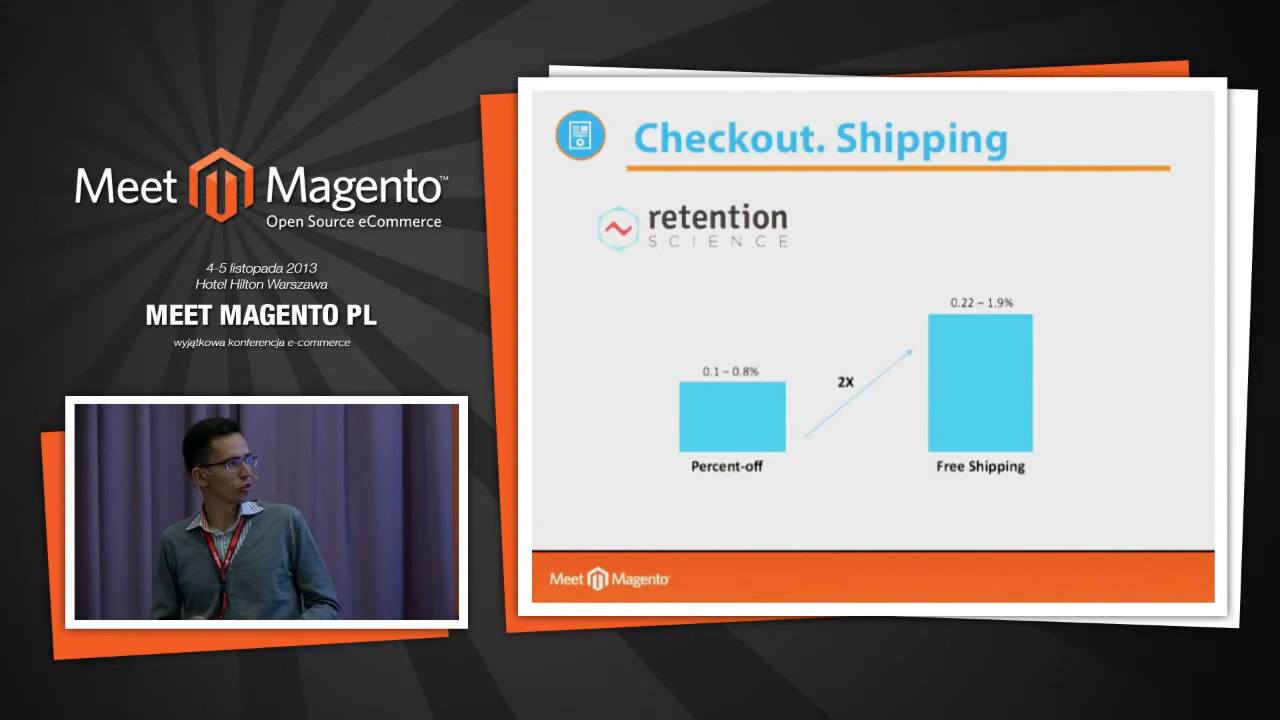 Meet Magento™
Open Source eCommerce
4-5 listopada 2013
Hotel Hilton Warszawa
MEET MAGENTO PL
wyjątkowa konferencja e-commerce
Checkout. Shipping
retention
SCIENCE
0.1 – 0.8%
2X
0.22 – 1.9%
Percent-off
Free Shipping
Meet Magento